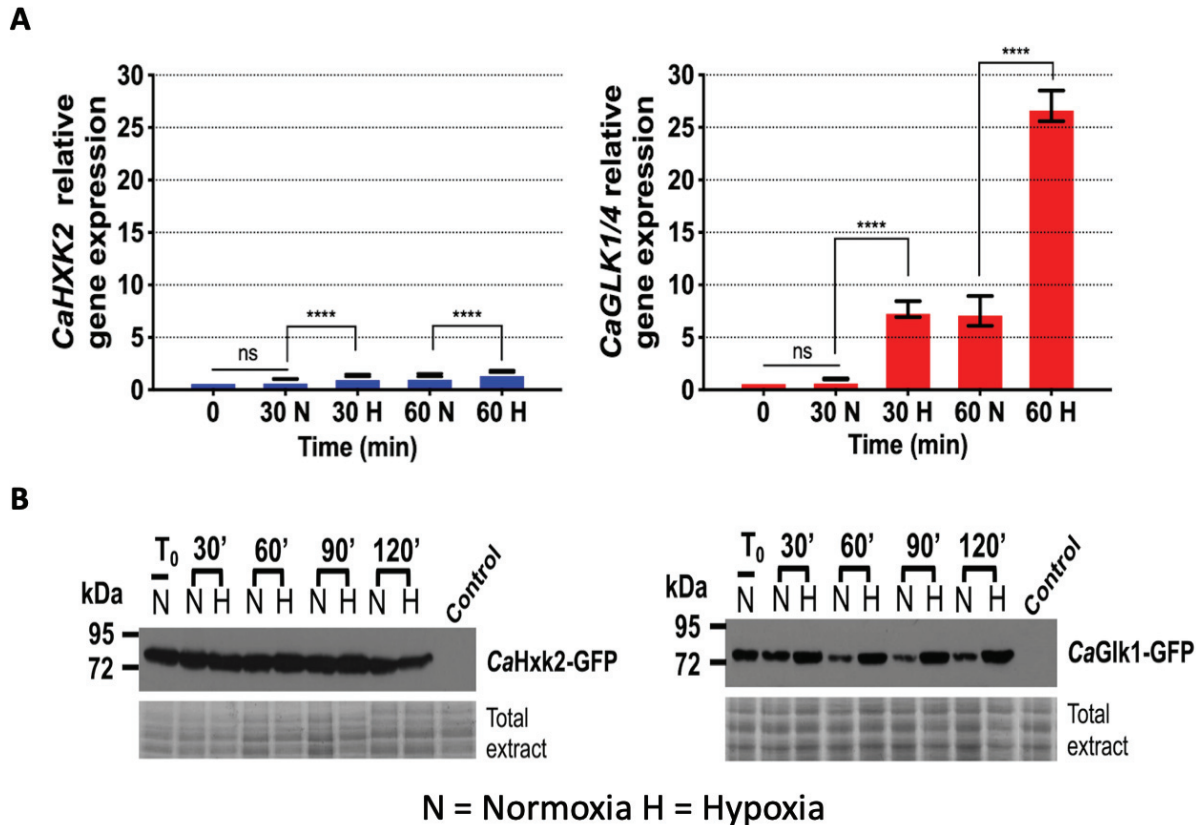 A
CaHXK2 relative
gene expression
30
25
20
15
10
5
0
ns
****
****
0 30 N 30 H 60 N 60 H
Time (min)
CaGLK1/4 relative
gene expression
30
25
20
15
10
5
0
ns
****
****
0 30 N 30 H 60 N 60 H
Time (min)
B
T0 30’ 60’ 90’ 120’ Control
kDa N N H N H N H N H
95
72
CaHxk2-GFP
Total
extract
T0 30’ 60’ 90’ 120’ Control
kDa N N H N H N H N H
95
72
CaGlk1-GFP
Total
extract
N = Normoxia H = Hypoxia